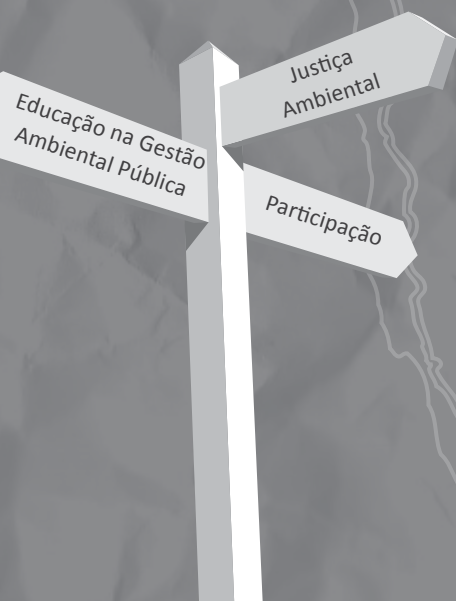 Justiça
Ambiental
Educação na Gestão
Ambiental Pública
Participação